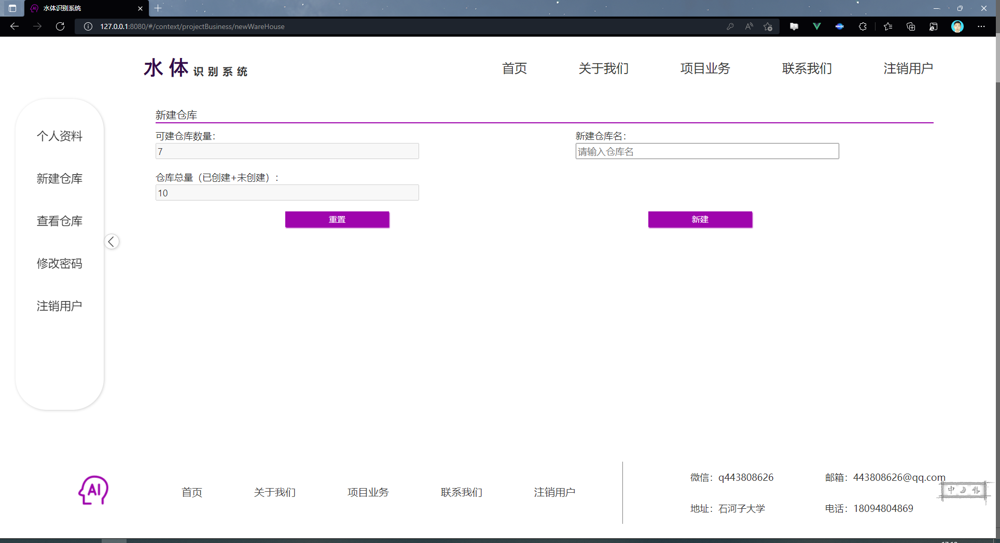 水体识别系统
127.0.0.1:8080/#/context/projectBusiness/newWareHouse
水体 识别系统
首页 关于我们 项目业务 联系我们 注销用户
个人资料
新建仓库
查看仓库
修改密码
注销用户
新建仓库
可建仓库数量：
7
新建仓库名：
请输入仓库名
仓库总量（已创建+未创建）：
10
重置
新建
AI
首页 关于我们 项目业务 联系我们 注销用户
微信：q443808626
邮箱：443808626@qq.com
地址：石河子大学
电话：18094804869
中